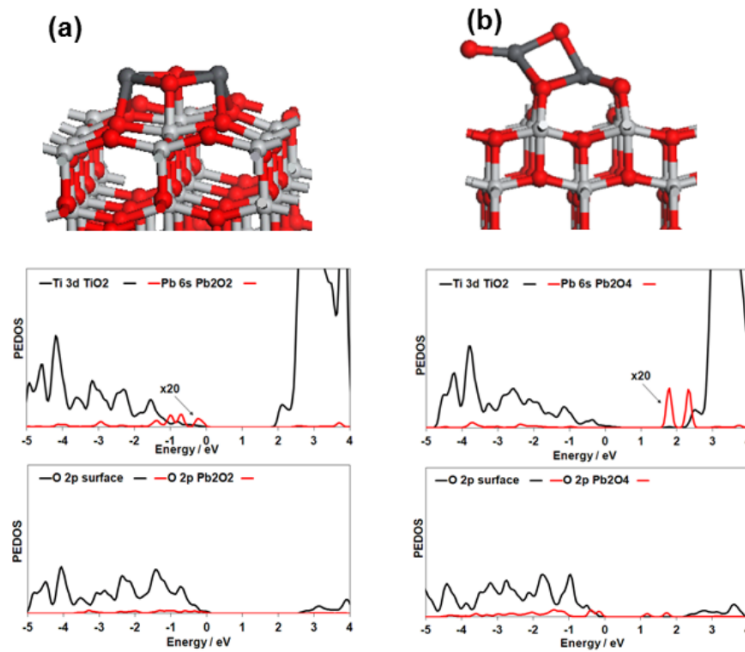 (a)
(b)
Ti 3d TiO2 Pb 6s Pb2O2
x20
PEDOS
-5 -4 -3 -2 -1 0 1 2 3 4
Energy / eV
Ti 3d TiO2 Pb 6s Pb2O4
x20
PEDOS
-5 -4 -3 -2 -1 0 1 2 3 4
Energy / eV
O 2p surface O 2p Pb2O2
PEDOS
-5 -4 -3 -2 -1 0 1 2 3 4
Energy / eV
O 2p surface O 2p Pb2O4
PEDOS
-5 -4 -3 -2 -1 0 1 2 3 4
Energy / eV